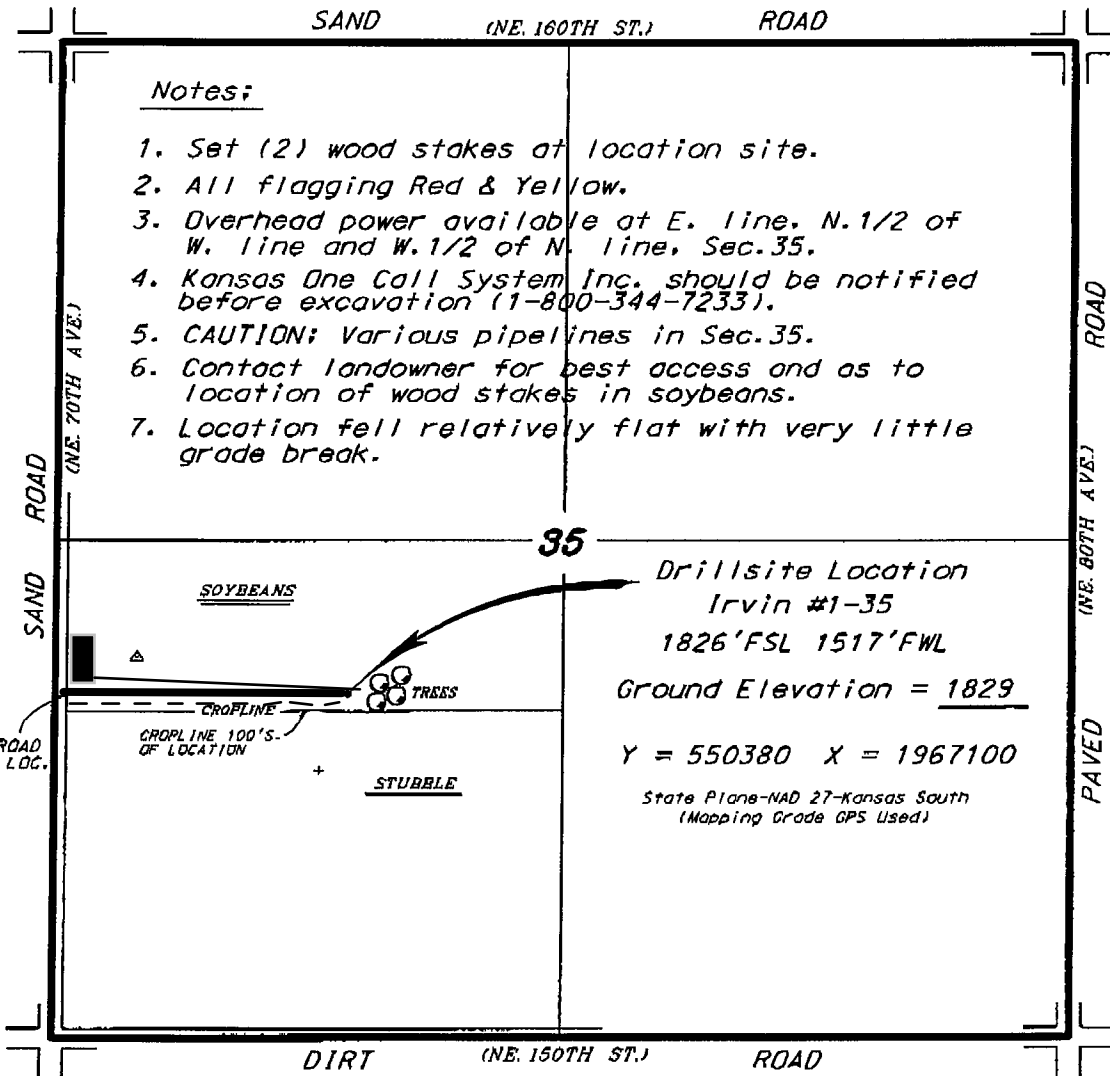 SAND (NE. 160TH ST.) ROAD
Notes:
1. Set (2) wood stakes at location site.
2. All flagging Red & Yellow.
3. Overhead power available at E. line, N.1/2 of
W. line and W.1/2 of N. line, Sec.35.
4. Kansas One Call System Inc. should be notified
before excavation (1-800-344-7233).
5. CAUTION: Various pipelines in Sec.35.
6. Contact landowner for best access and as to
location of wood stakes in soybeans.
7. Location fell relatively flat with very little
grade break.
SAND ROAD
(NE. 70TH AVE.)
35
SOYBEANS
TREES
CROPLINE
CROPLINE 100'S-
OF LOCATION
ROAD
LOC.
STUBBLE
Drillsite Location
Irvin #1-35
1826'FSL 1517'FWL
Ground Elevation = 1829
Y = 550380 X = 1967100
State Plane-NAD 27-Kansas South
(Mapping Grade GPS Used)
PAVED (NE. 80TH AVE.) ROAD
DIRT (NE. 150TH ST.) ROAD